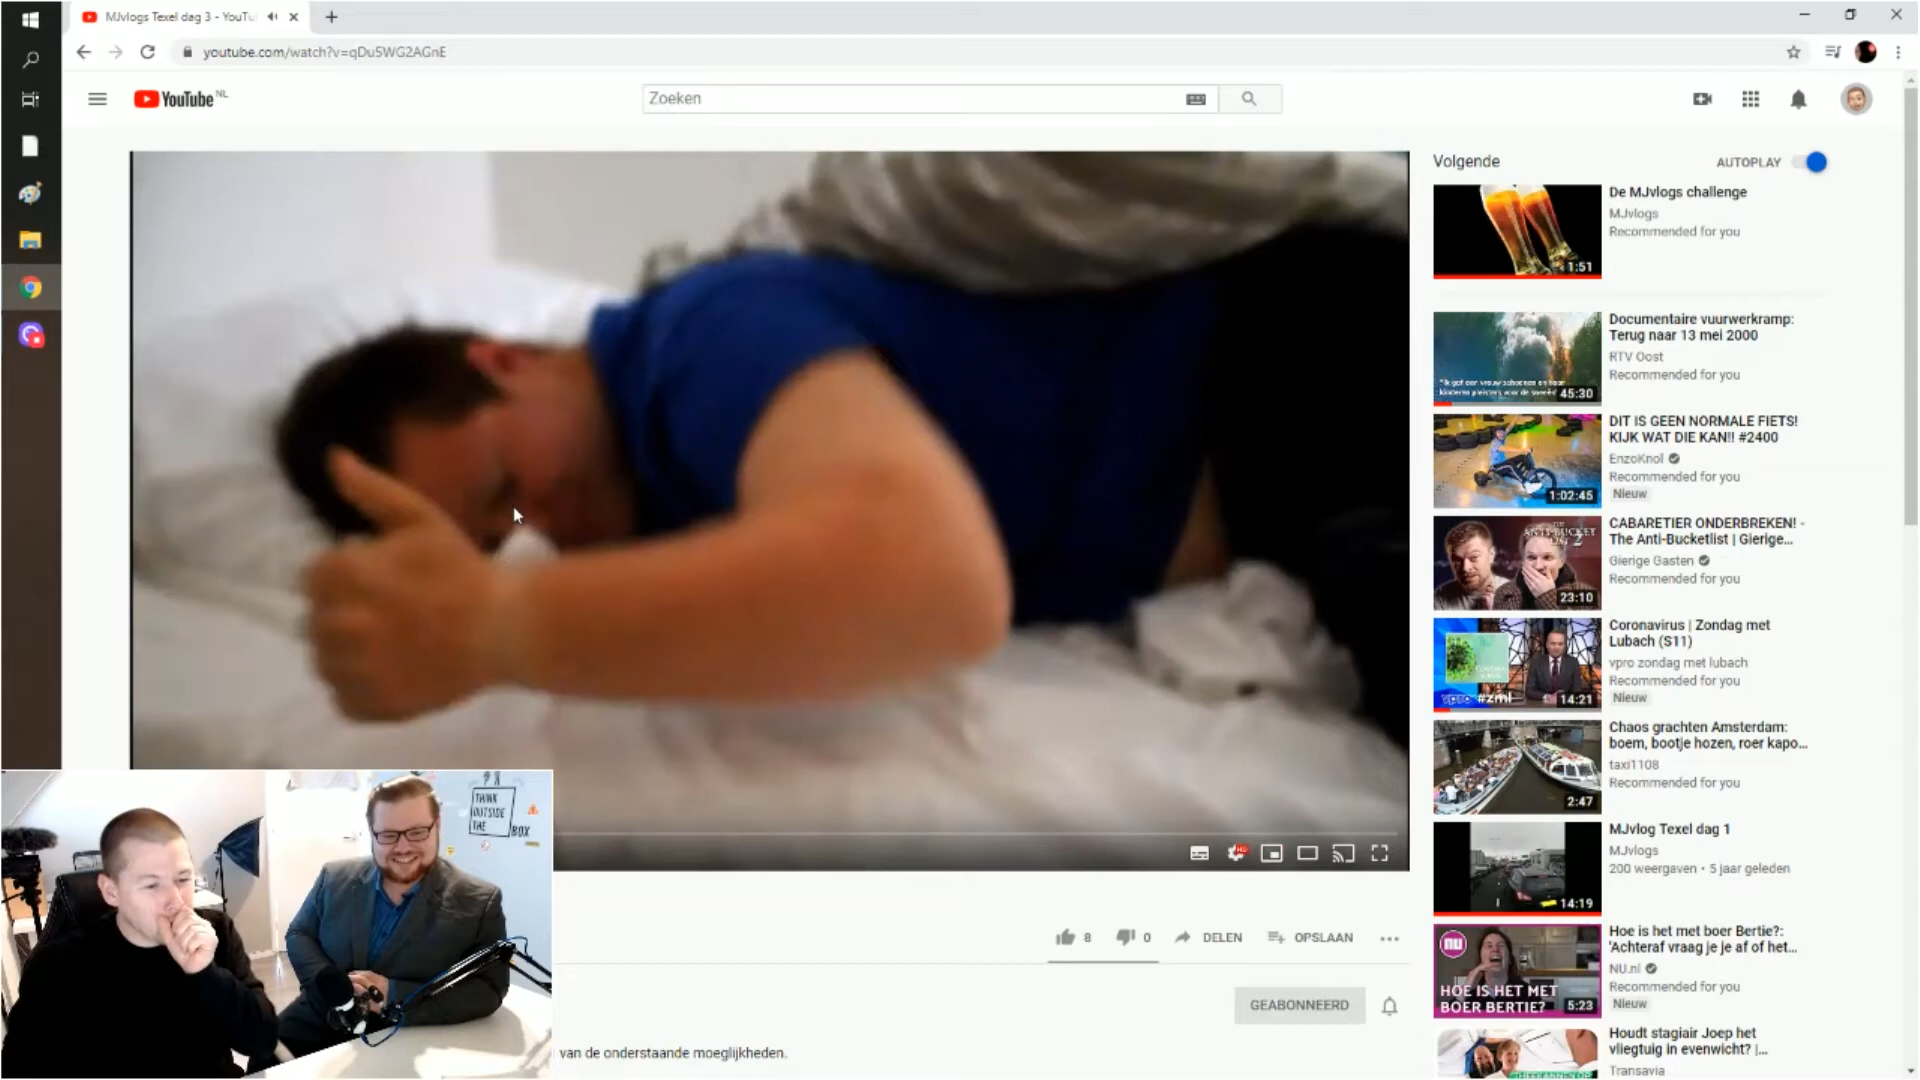 MJvlogs Texel dag 3 - YouTu
youtube.com/watch?v=qDu5WG2AGnE
YouTube NL
Zoeken
Volgende
AUTOPLAY
De MJvlogs challenge
MJvlogs
Recommended for you
1:51
Documentaire vuurwerkramp:
Terug naar 13 mei 2000
RTV Oost
Recommended for you
45:30
DIT IS GEEN NORMALE FIETS!
KIJK WAT DIE KAN!! #2400
EnzoKnol
Recommended for you
Nieuw
1:02:45
CABARETIER ONDERBREKEN! -
The Anti-Bucketlist | Gierige...
Gierige Gasten
Recommended for you
23:10
Coronavirus | Zondag met
Lubach (S11)
vpro zondag met lubach
Recommended for you
Nieuw
vpro #zml
14:21
Chaos grachten Amsterdam:
boem, bootje hozen, roer kapo...
taxi1108
Recommended for you
2:47
MJvlog Texel dag 1
MJvlogs
200 weergaven • 5 jaar geleden
14:19
Hoe is het met boer Bertie?:
'Achteraf vraag je je af of het...
NU.nl
Recommended for you
Nieuw
nu
HOE IS HET MET
BOER BERTIE?
5:23
Houdt stagiair Joep het
vliegtuig in evenwicht? |...
Transavia
HD
8
0
DELEN
OPSLAAN
GEABONNEERD
van de onderstaande moeglijkheden.
THINK
OUTSIDE
THE
BOX